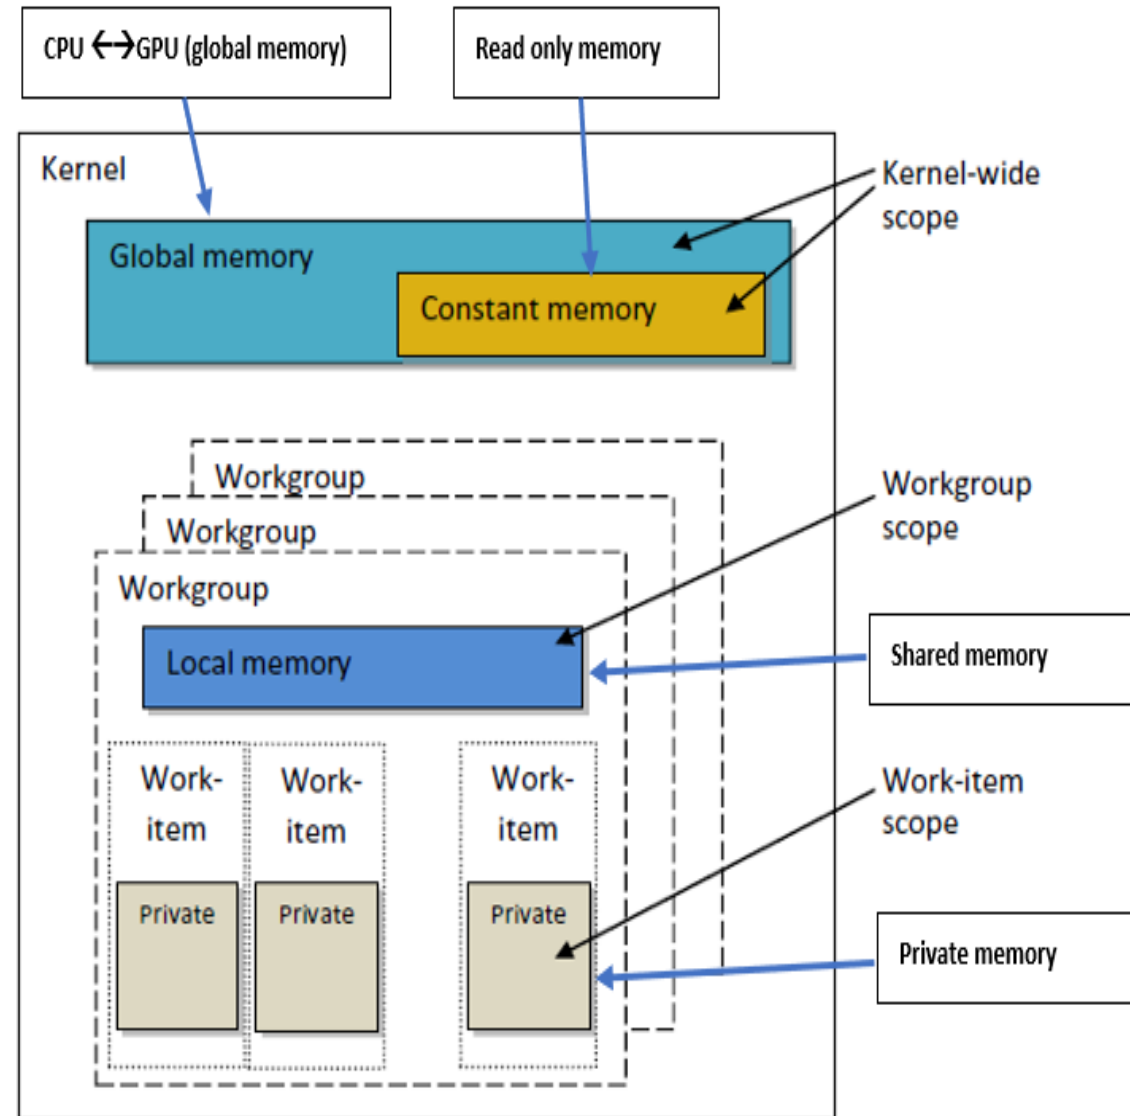 CPU <-->GPU (global memory)
Read only memory
Kernel
Kernel-wide
scope
Global memory
Constant memory
Workgroup
Workgroup
scope
Workgroup
Workgroup
Shared memory
Local memory
Work-
item
Work-
item
Work-
item
Work-item
scope
Private
Private
Private
Private memory